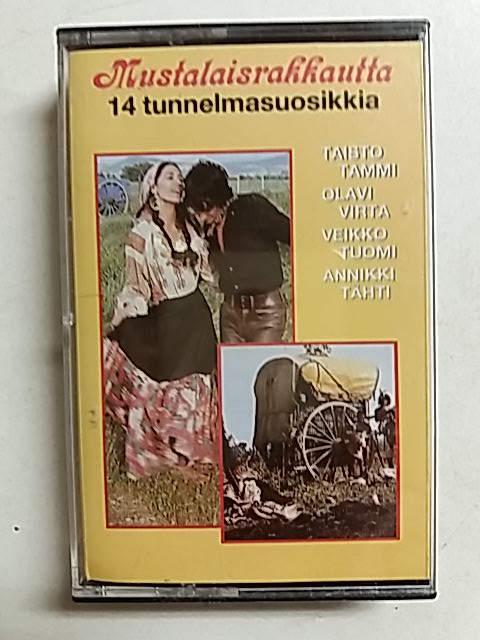 Mustalaisrakkautta
14 tunnelmasuosikkia
TAISTO
TAMMI
OLAVI
VIRTA
VEIKKO
TUOMI
ANNIKKI
TÄHTI